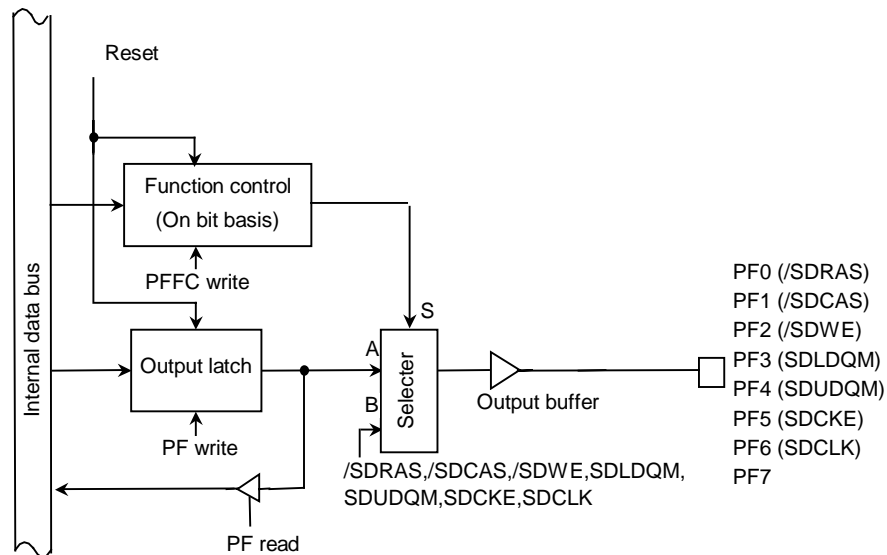 Reset
Function control
(On bit basis)
PFFC write
Internal data bus
Output latch
PF write
PF read
S
A
B
Selecter
Output buffer
/SDRAS,/SDCAS,/SDWE,SDLDQM,
SDUDQM,SDCKE,SDCLK
PF0 (/SDRAS)
PF1 (/SDCAS)
PF2 (/SDWE)
PF3 (SDLDQM)
PF4 (SDUDQM)
PF5 (SDCKE)
PF6 (SDCLK)
PF7